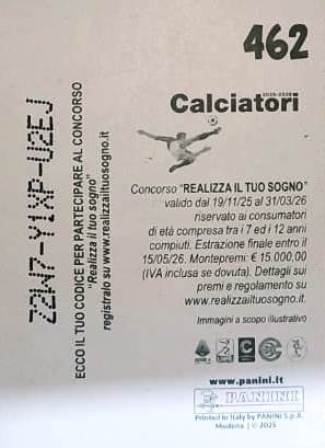 462
2025-2026
Calciatori
Concorso "REALIZZA IL TUO SOGNO"
valido dal 19/11/25 al 31/03/26
riservato ai consumatori
di età compresa tra i 7 ed i 12 anni
compiuti. Estrazione finale entro il
15/05/26. Montepremi: € 15.000,00
(IVA inclusa se dovuta). Dettagli sui
premi e regolamento su
www.realizzailtuosogno.it.
Immagini a scopo illustrativo
www.panini.it
PANINI
Printed in Italy by PANINI S.p.A.
Modena | © 2025
Z2W7-Y1XP-U2EJ
ECCO IL TUO CODICE PER PARTECIPARE AL CONCORSO
"Realizza il tuo sogno"
registralo su www.realizzailtuosogno.it